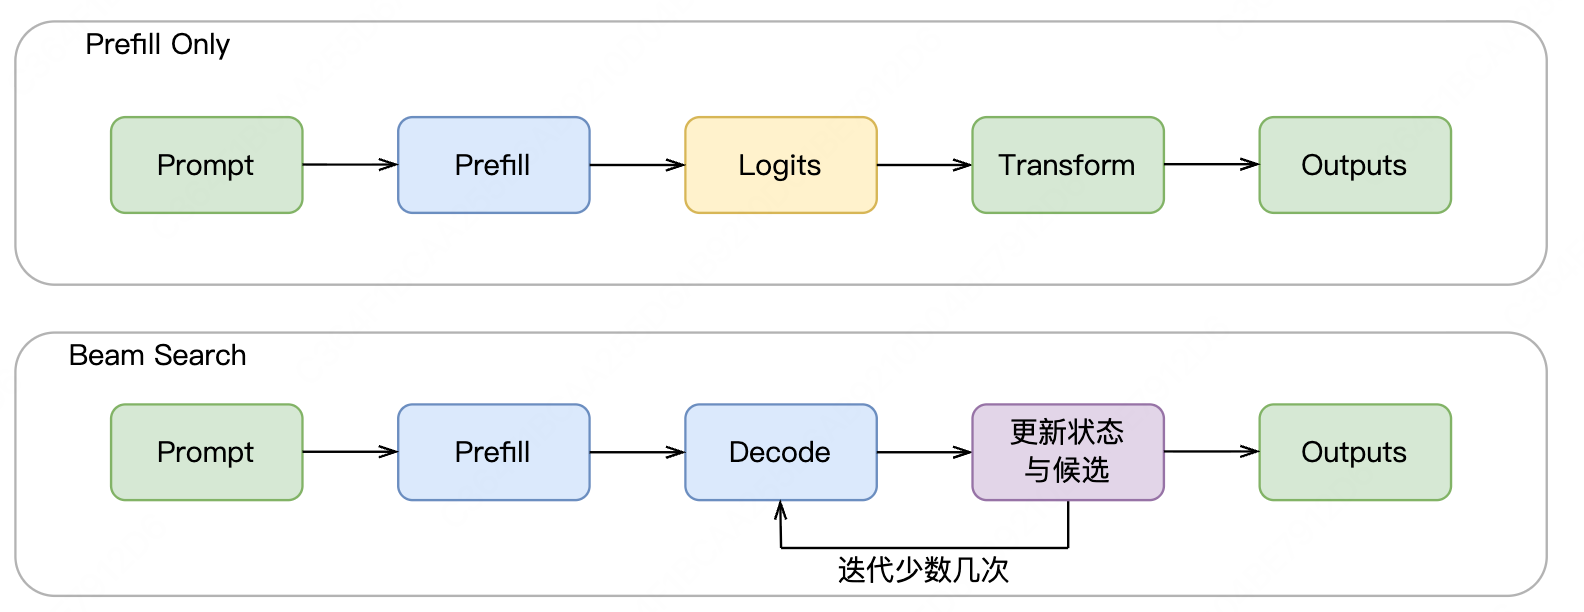 Prefill Only
Prompt
Prefill
Logits
Transform
Outputs
Beam Search
Prompt
Prefill
Decode
更新状态
与候选
Outputs
迭代少数几次